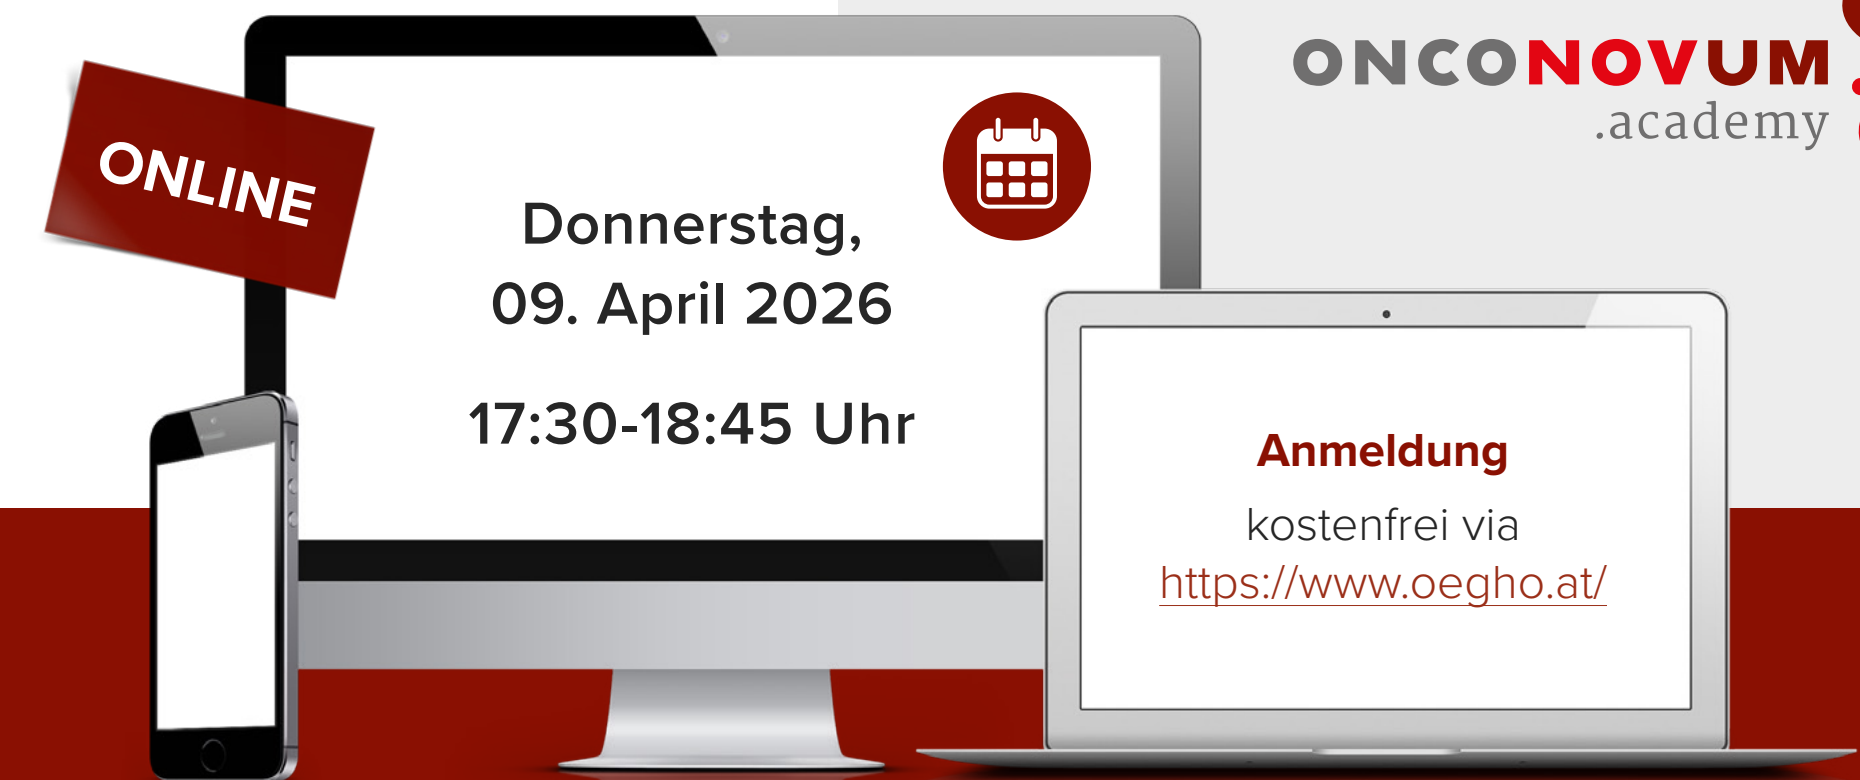 ONCONOVUM
.academy
ONLINE
Donnerstag,
09. April 2026
17:30-18:45 Uhr
Anmeldung
kostenfrei via
https://www.oegho.at/